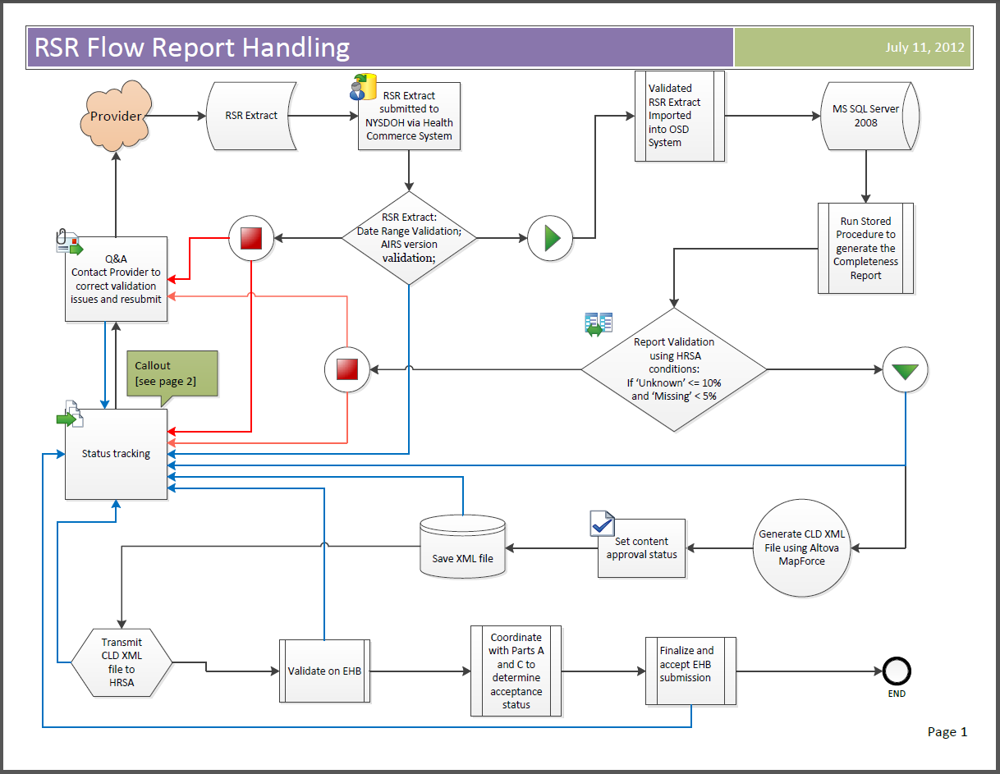 RSR Flow Report Handling
July 11, 2012
Provider
RSR Extract
RSR Extract
submitted to
NYSDOH via Health
Commerce System
Validated
RSR Extract
Imported
into OSD
System
MS SQL Server
2008
RSR Extract:
Date Range Validation;
AIRS version
validation;
Run Stored
Procedure to
generate the
Completeness
Report
Q&A
Contact Provider to
correct validation
issues and resubmit
Callout
[see page 2]
Report Validation
using HRSA
conditions:
If ‘Unknown’ <= 10%
and ‘Missing’ < 5%
Status tracking
Save XML file
Set content
approval status
Generate CLD XML
File using Altova
MapForce
Transmit
CLD XML
file to
HRSA
Validate on EHB
Coordinate
with Parts A
and C to
determine
acceptance
status
Finalize and
accept EHB
submission
END
Page 1